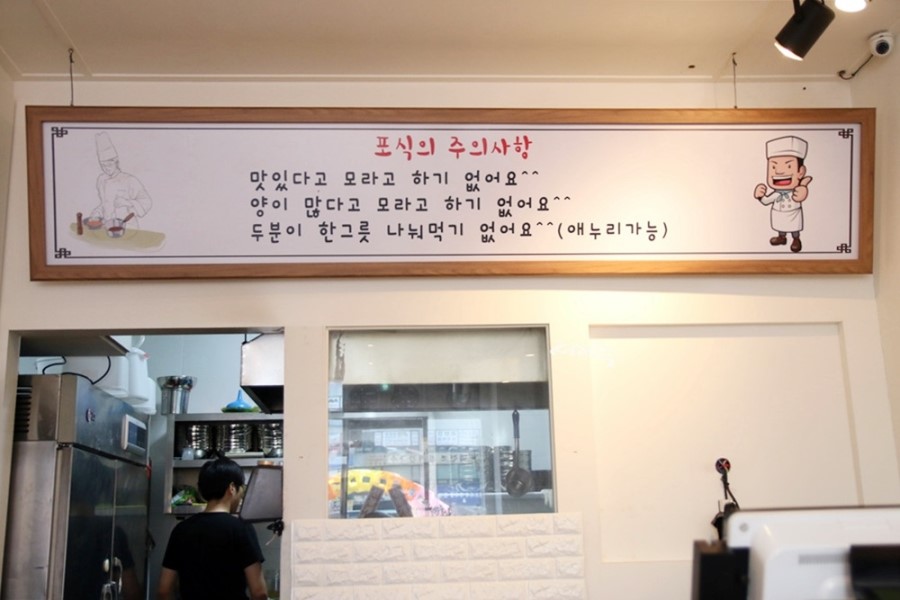 포식의 주의사항
맛있다고 모라고 하기 없어요^^
양이 많다고 모라고 하기 없어요^^
두분이 한그릇 나눠먹기 없어요^^(애누리가능)